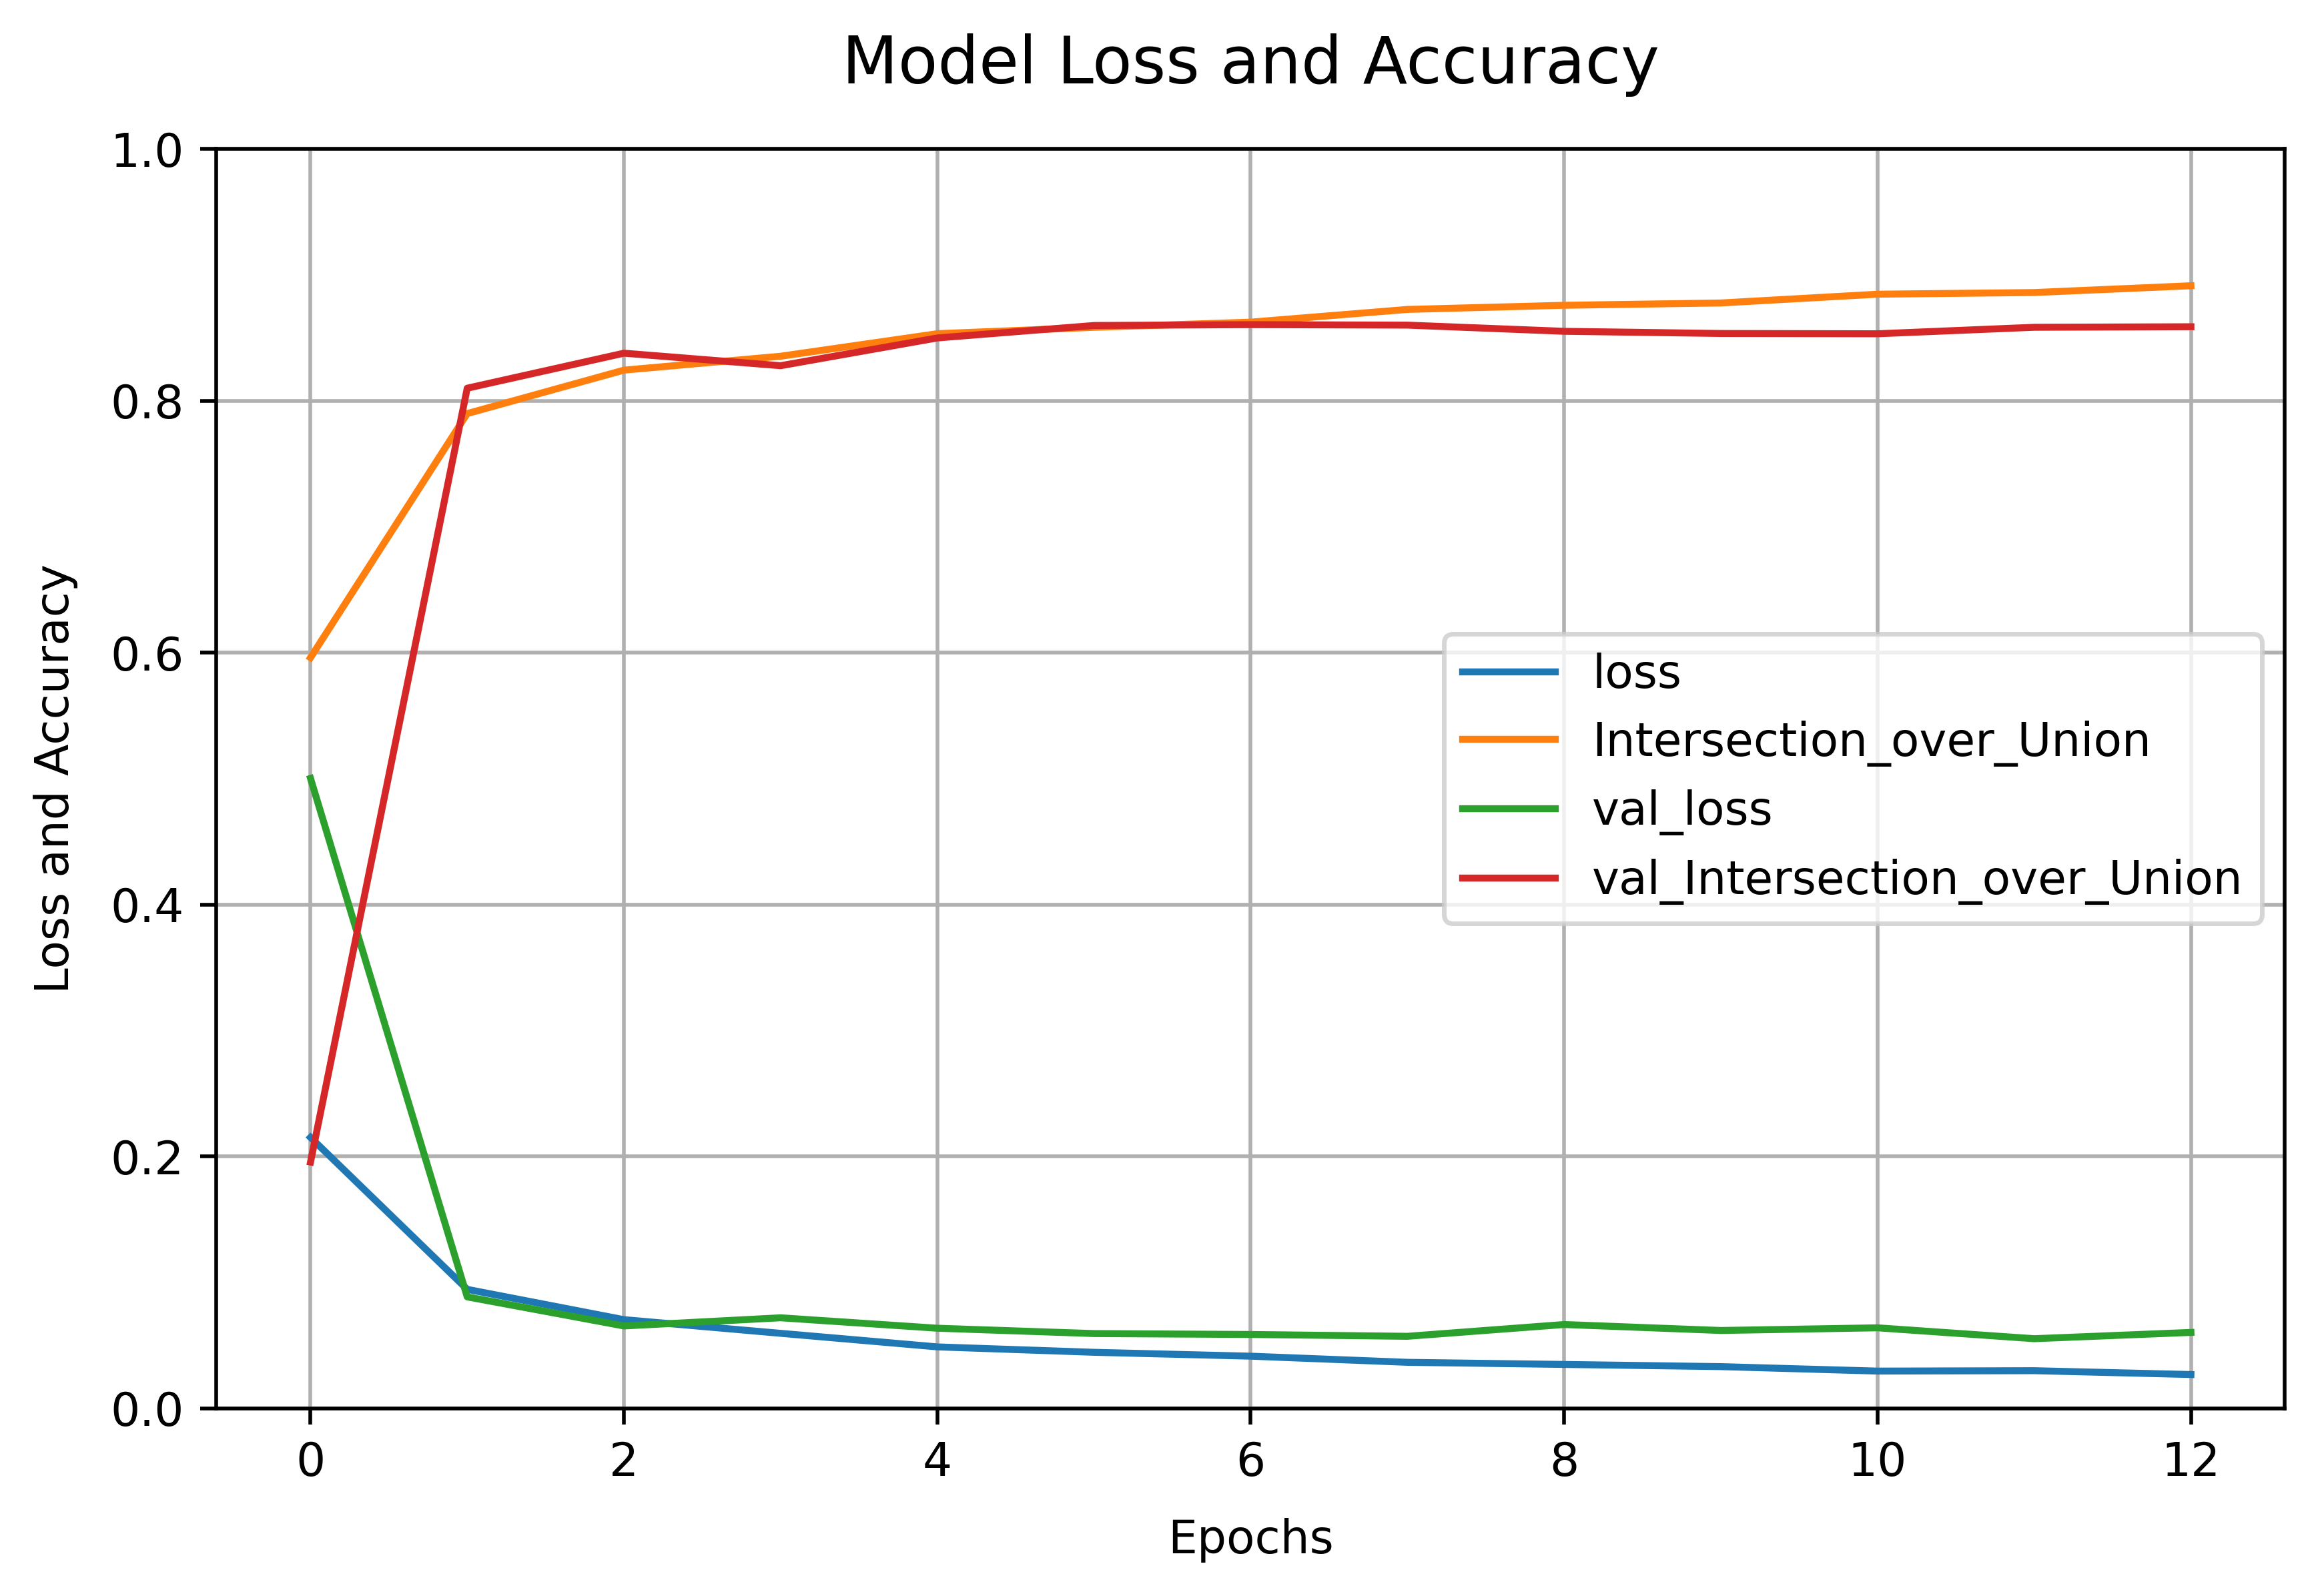 Model Loss and Accuracy
1.0
0.8
0.6
0.4
0.2
0.0
Loss and Accuracy
loss
Intersection_over_Union
val_loss
val_Intersection_over_Union
0 2 4 6 8 10 12
Epochs